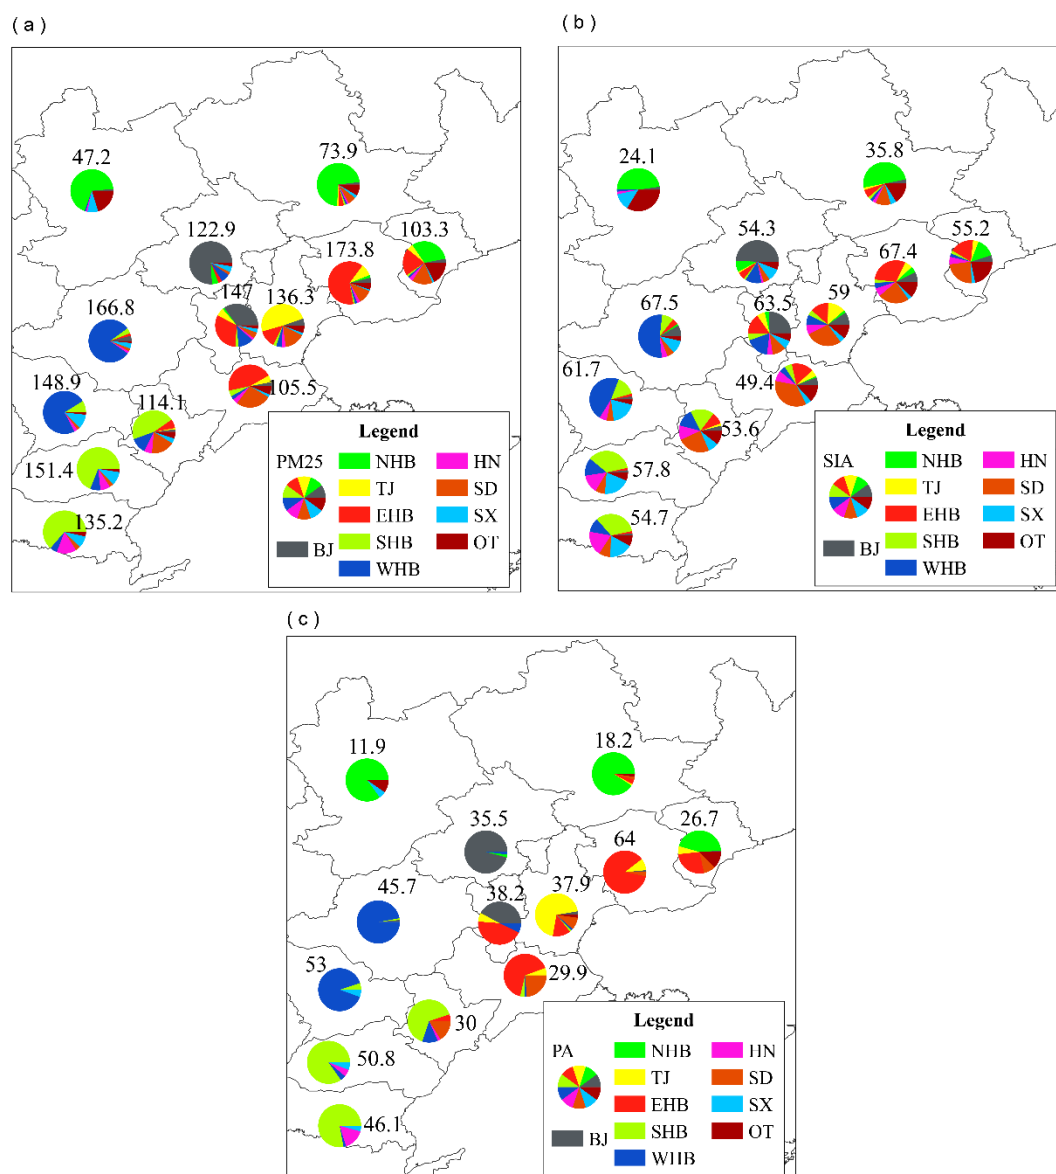 ( a )
47.2
73.9
122.9
103.3
173.8
147
136.3
166.8
148.9
105.5
114.1
151.4
135.2
Legend
PM25
NHB
HN
TJ
SD
EHB
SX
SHB
OT
BJ
WHB
( b )
24.1
35.8
54.3
55.2
67.4
59
67.5
63.5
61.7
49.4
53.6
57.8
54.7
Legend
SIA
NHB
HN
TJ
SD
EHB
SX
SHB
OT
BJ
WHB
( c )
11.9
18.2
35.5
26.7
64
45.7
38.2
37.9
53
29.9
30
50.8
46.1
Legend
PA
NHB
HN
TJ
SD
EHB
SX
SHB
OT
BJ
WHB